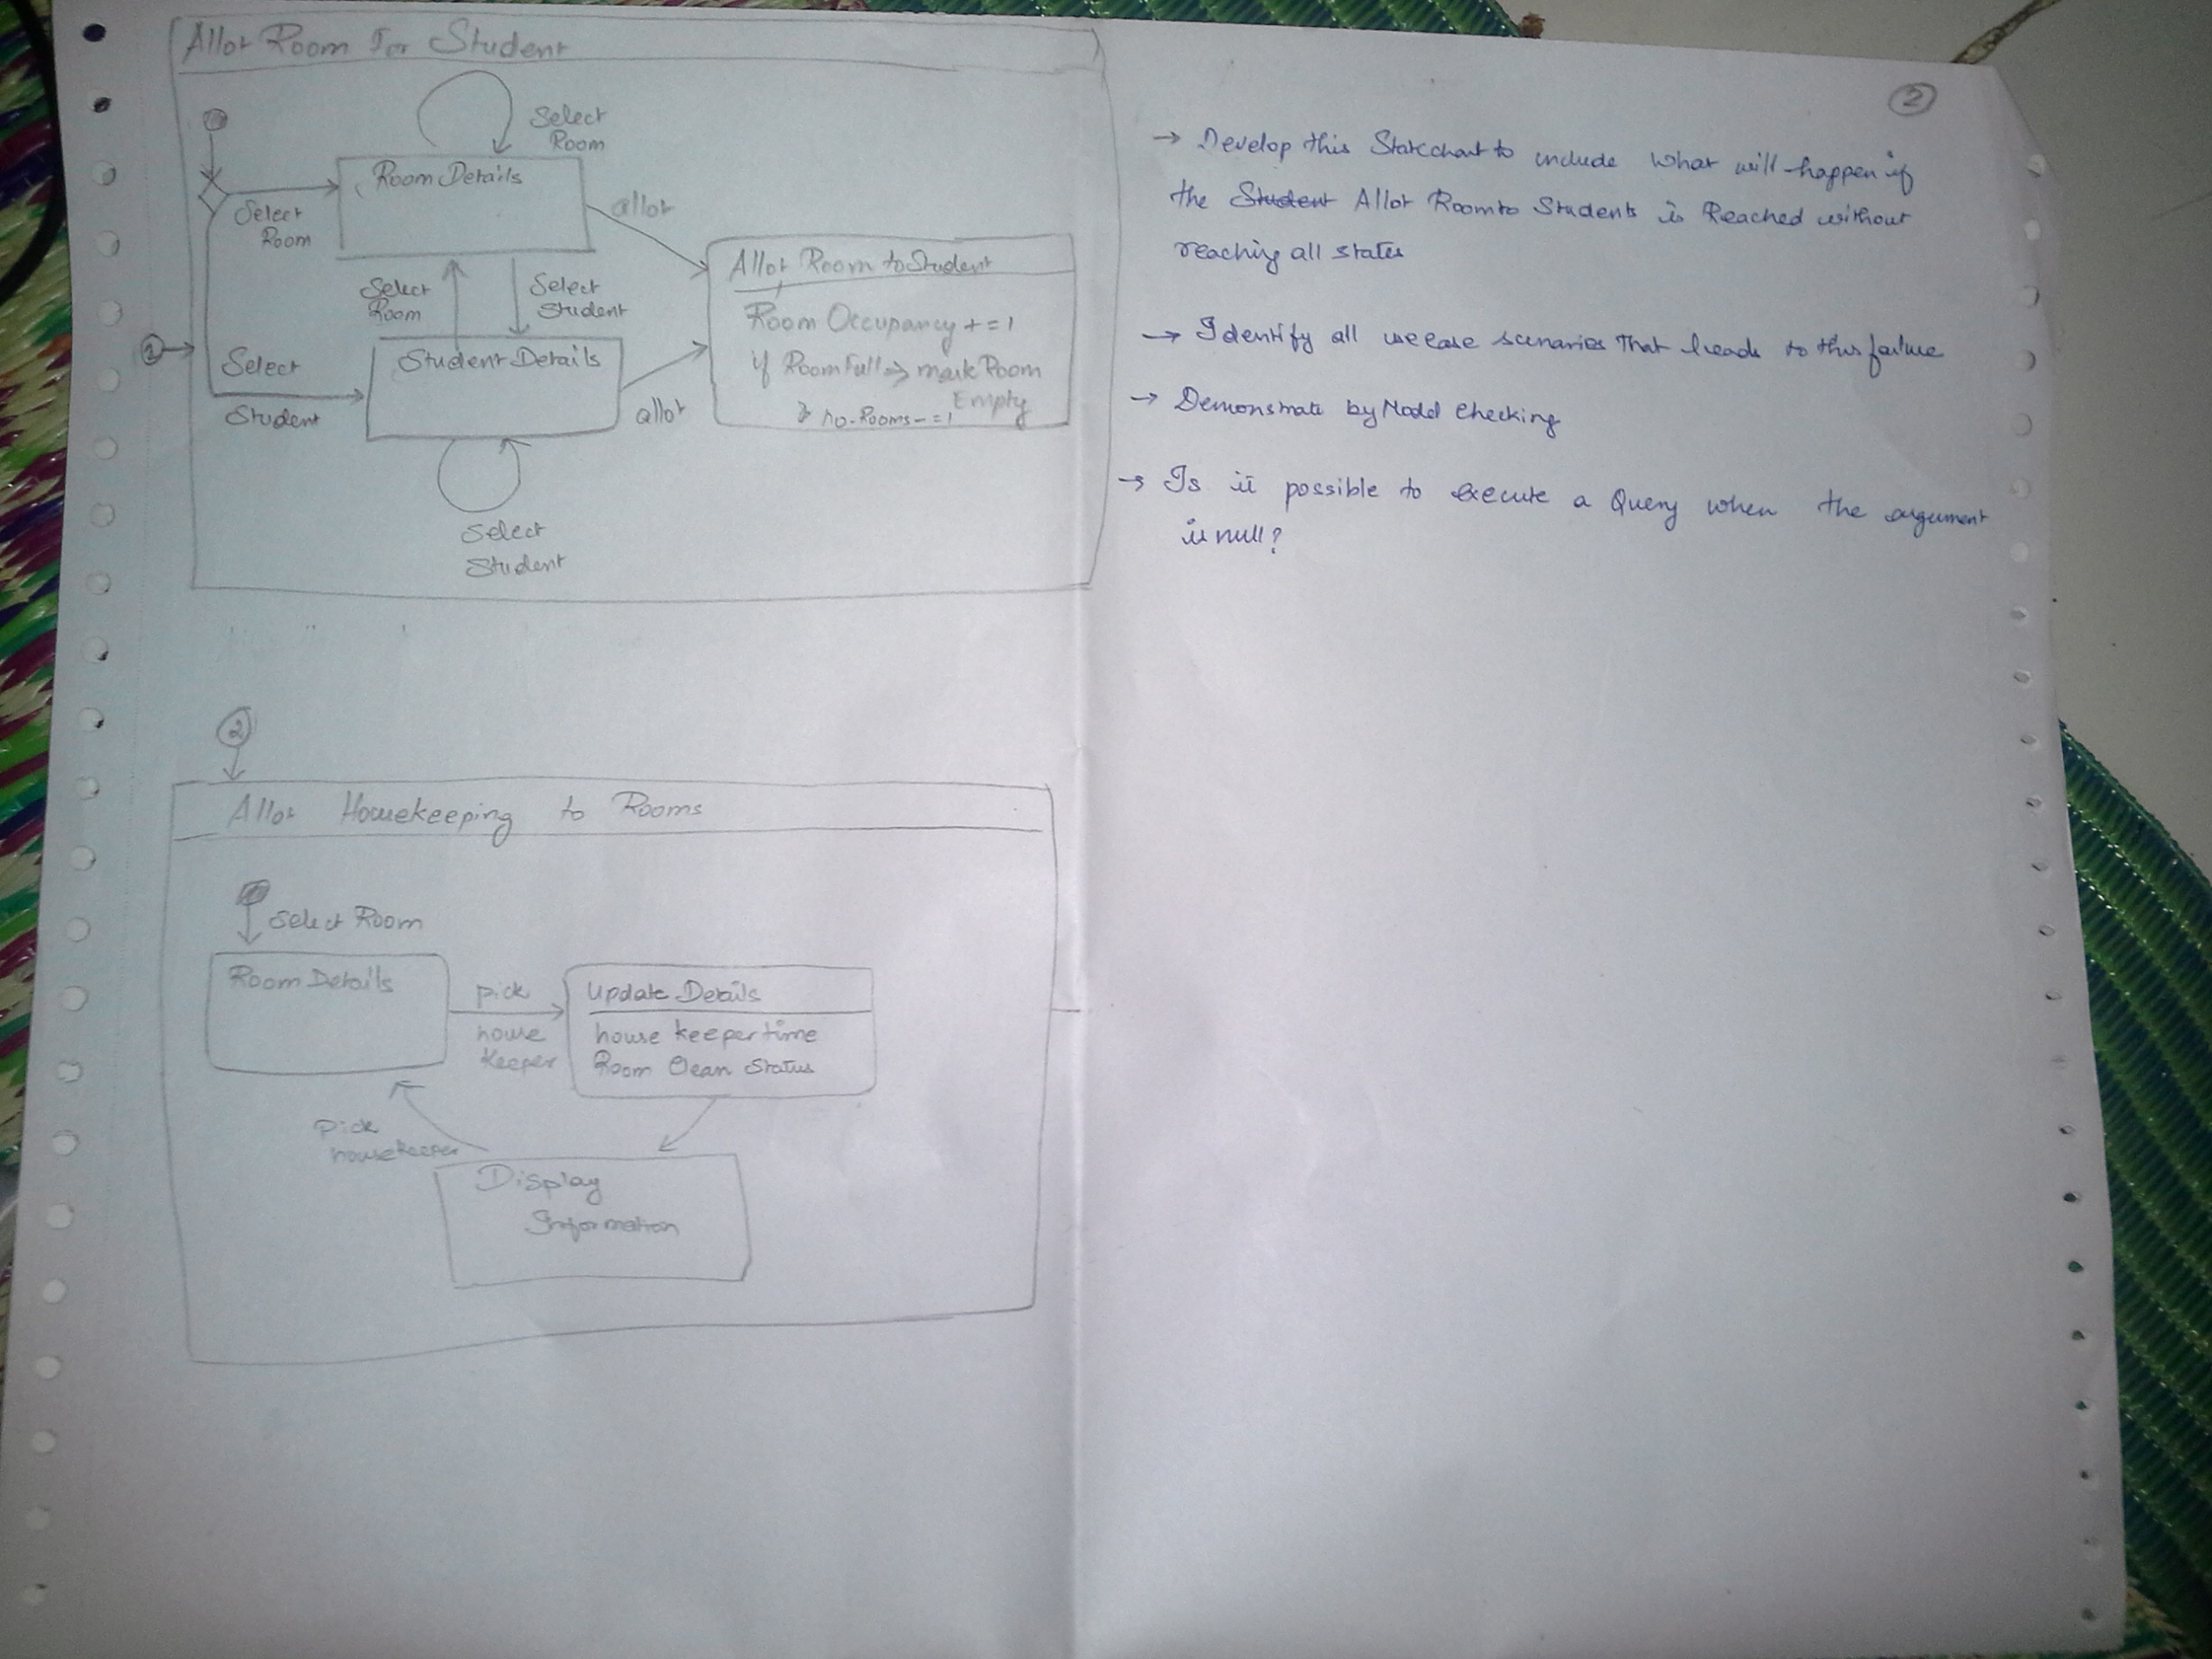 Allot Room For Student
Select
Room
Room Details
Select
Room
allot
Allot Room to Student
Room Occupancy += 1
if Room Full => mark Room
Empty
no-Rooms -= 1
Select
Room
Select
Student
1
Select
Student
Student Details
allot
Select
Student
2
→ Develop this Statechart to include what will happen if
the Student Allot Room to Students is Reached without
reaching all states
→ Identify all usecase scenarios that leads to this failure
→ Demonstrate by Model Checking
→ Is it possible to execute a Query when the argument
is null?
2
Allot Housekeeping to Rooms
Select Room
Room Details
pick
house
Keeper
Update Details
house keeper time
Room Clean Status
Pick
housekeeper
Display
Information